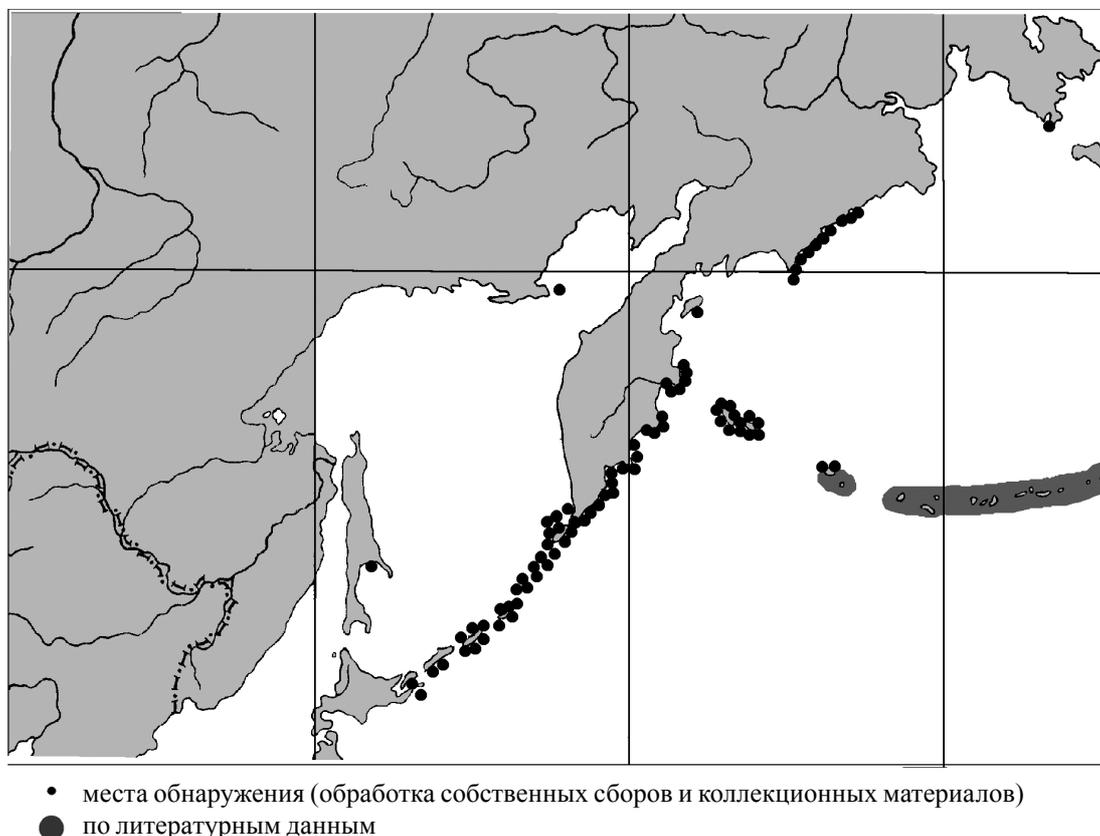 места обнаружения (обработка собственных сборов и коллекционных материалов)
по литературным данным